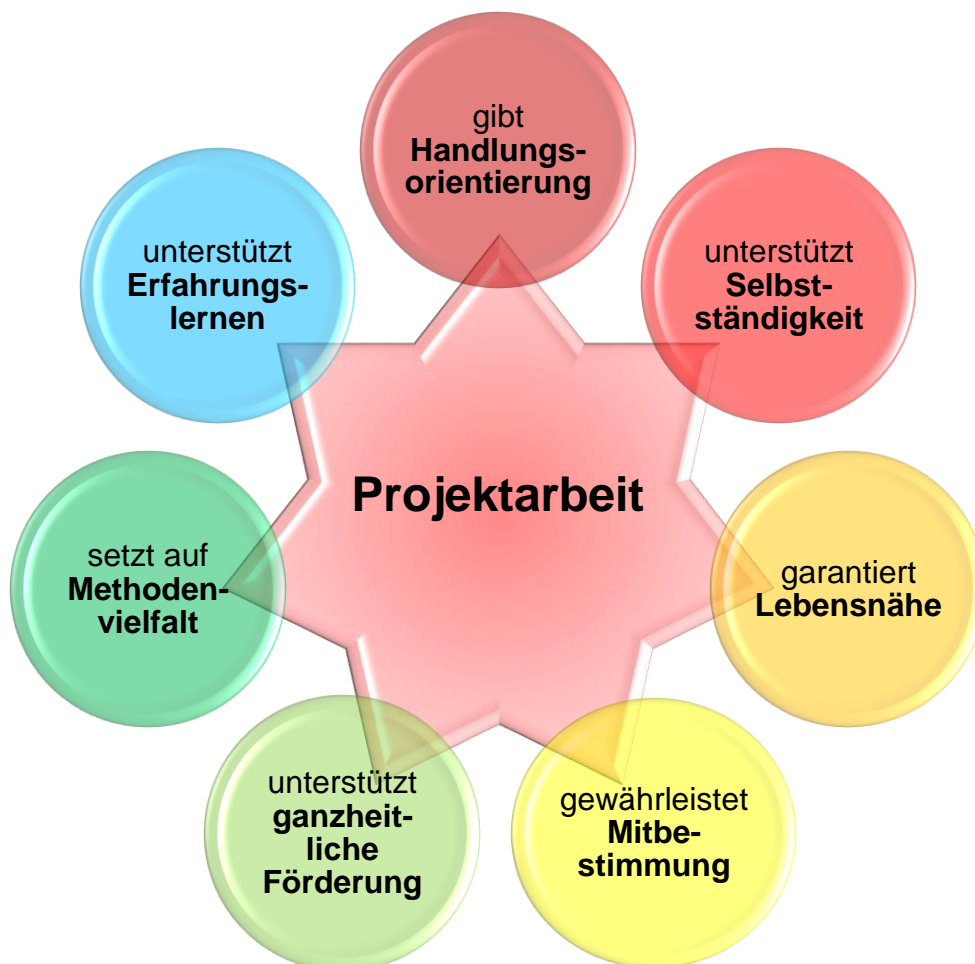 gibt
Handlungs-
orientierung
unterstützt
Selbst-
ständigkeit
garantiert
Lebensnähe
gewährleistet
Mitbe-
stimmung
unterstützt
ganzheit-
liche
Förderung
setzt auf
Methoden-
vielfalt
unterstützt
Erfahrungs-
lernen
Projektarbeit